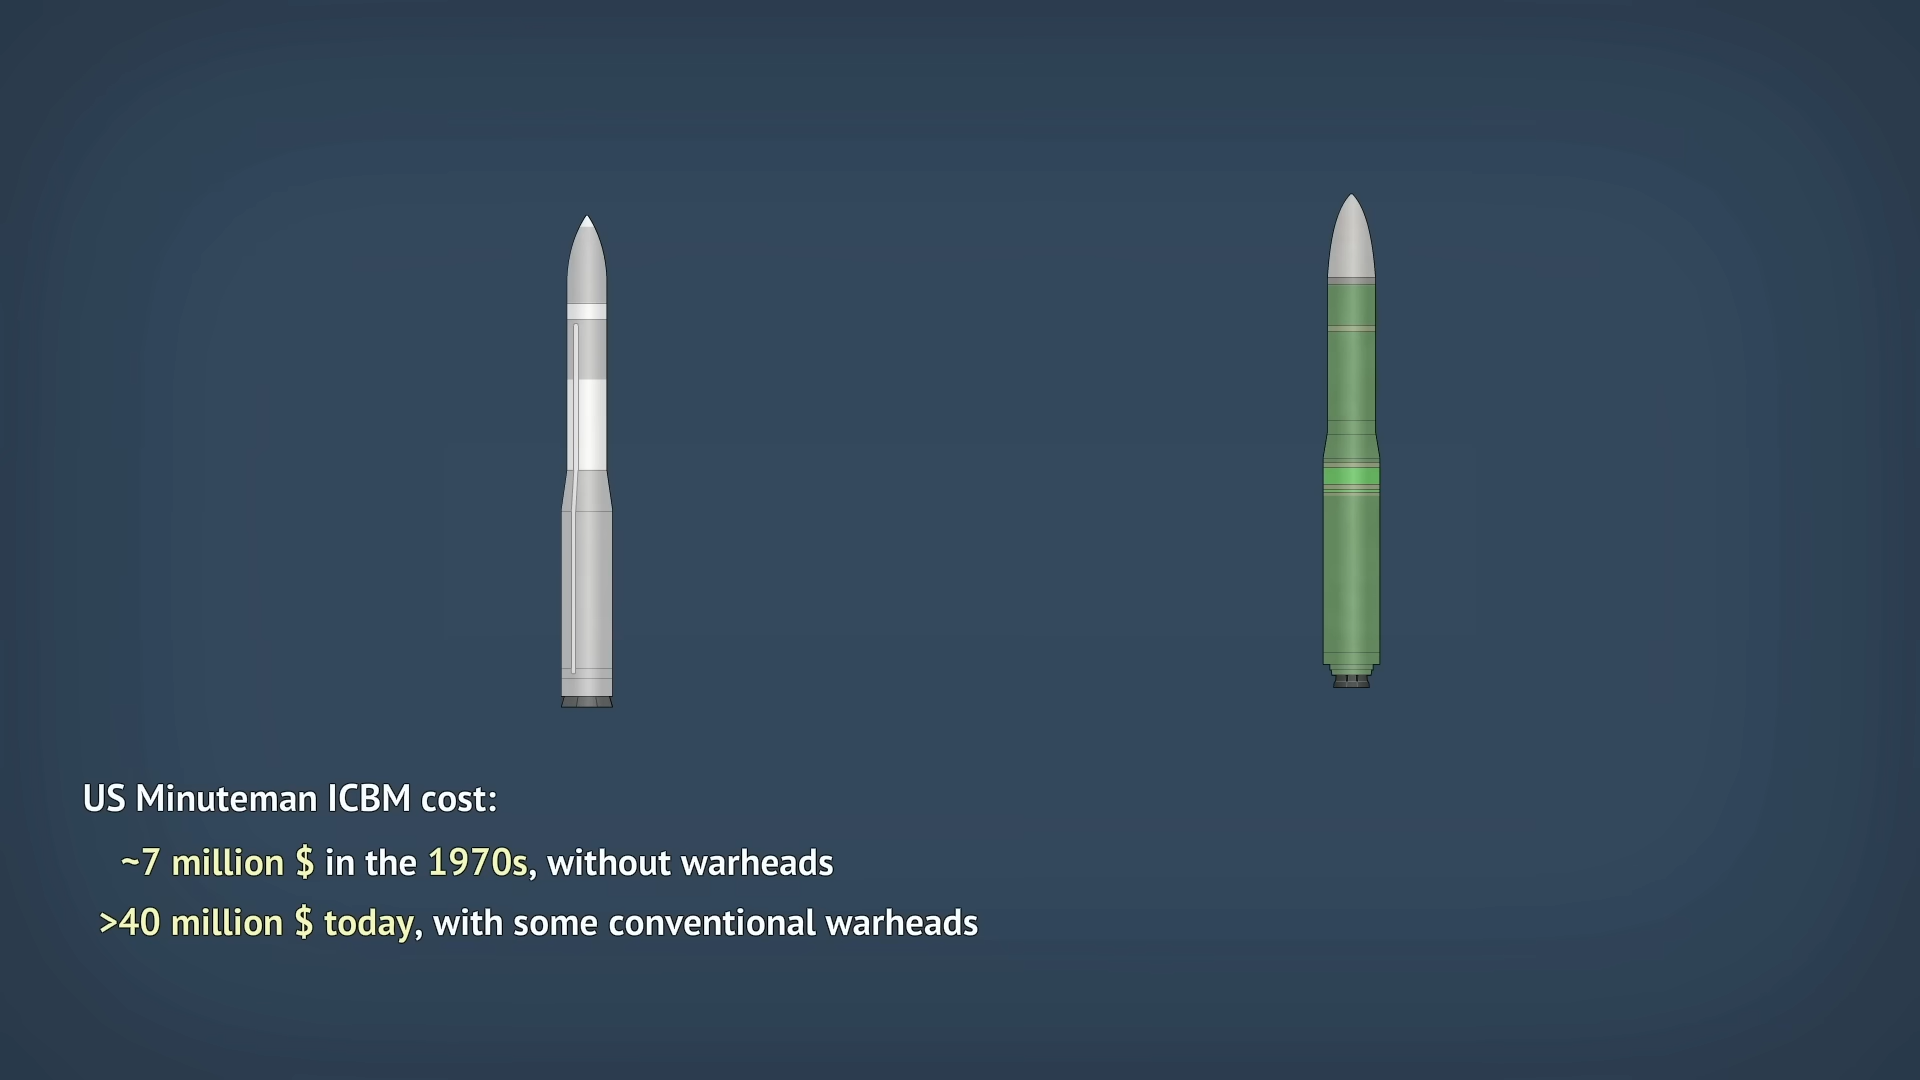 US Minuteman ICBM cost:
~7 million $ in the 1970s, without warheads
>40 million $ today, with some conventional warheads